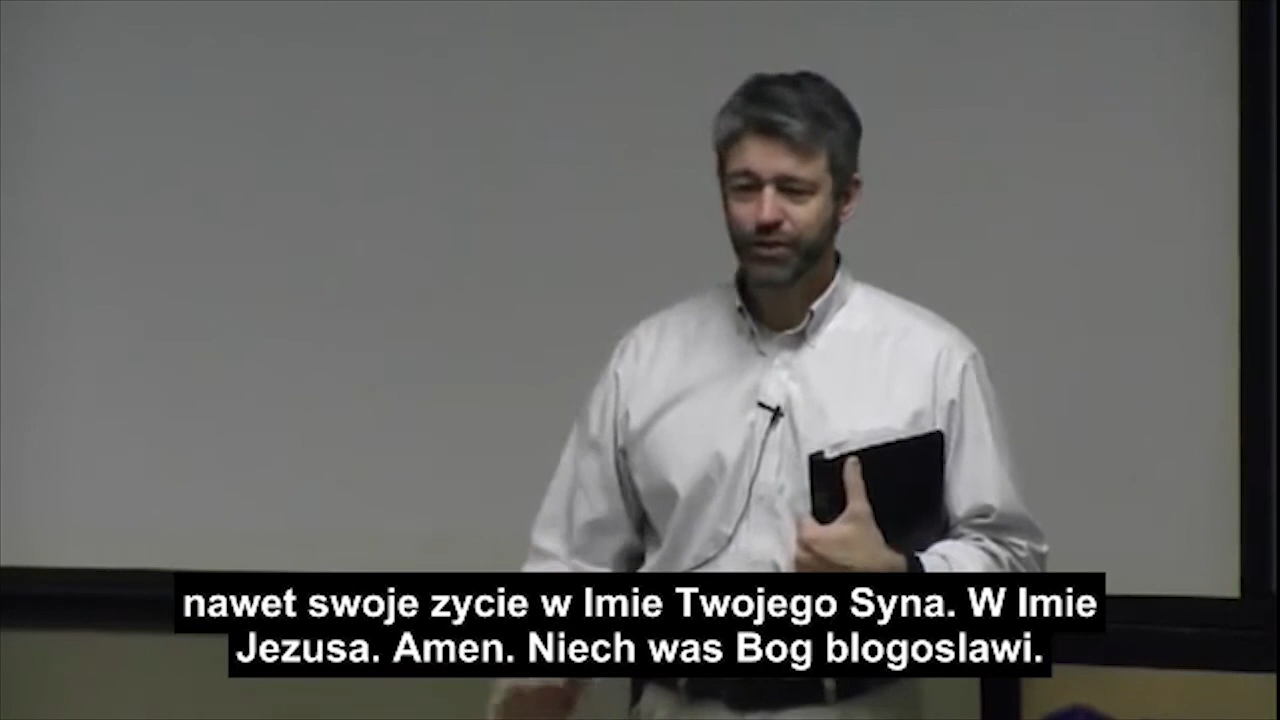 nawet swoje zycie w Imie Twojego Syna. W Imie
Jezusa. Amen. Niech was Bog blogoslawi.